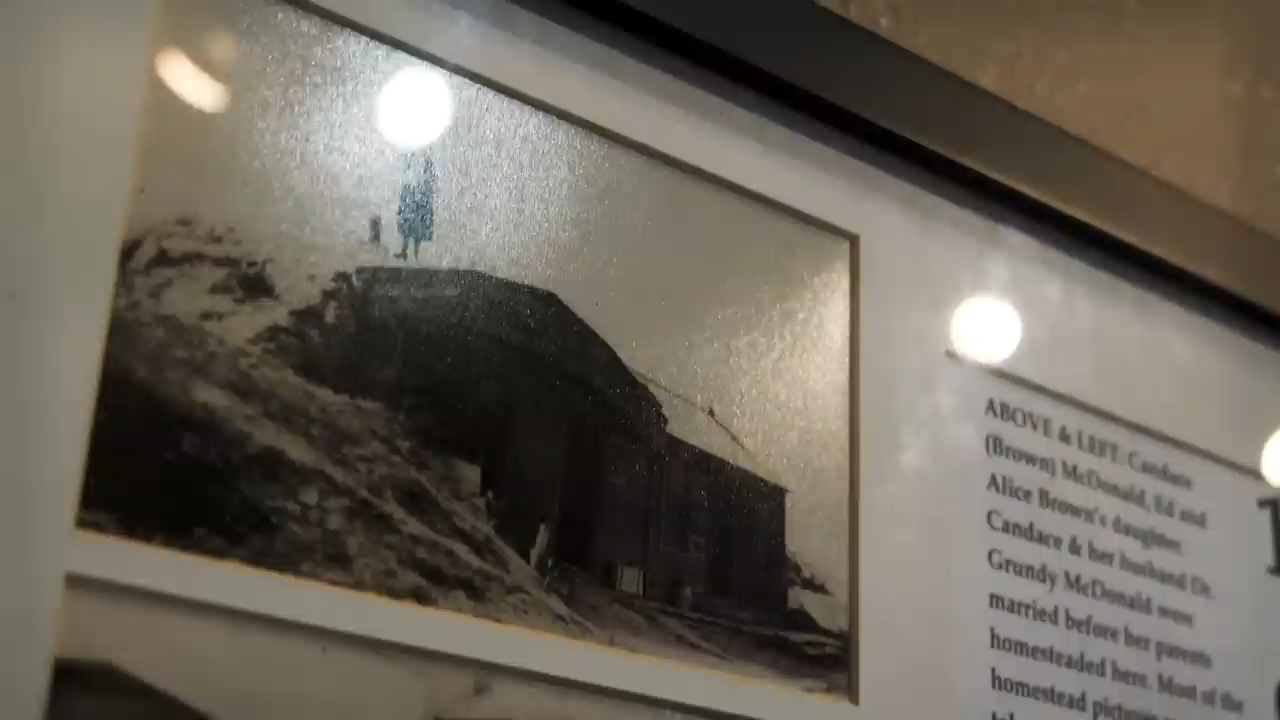 ABOVE & LEFT: Candace
(Brown) McDonald, Ed and
Alice Brown's daughter.
Candace & her husband Dr.
Grundy McDonald were
married before her parents
homesteaded here. Most of the
homestead pictures